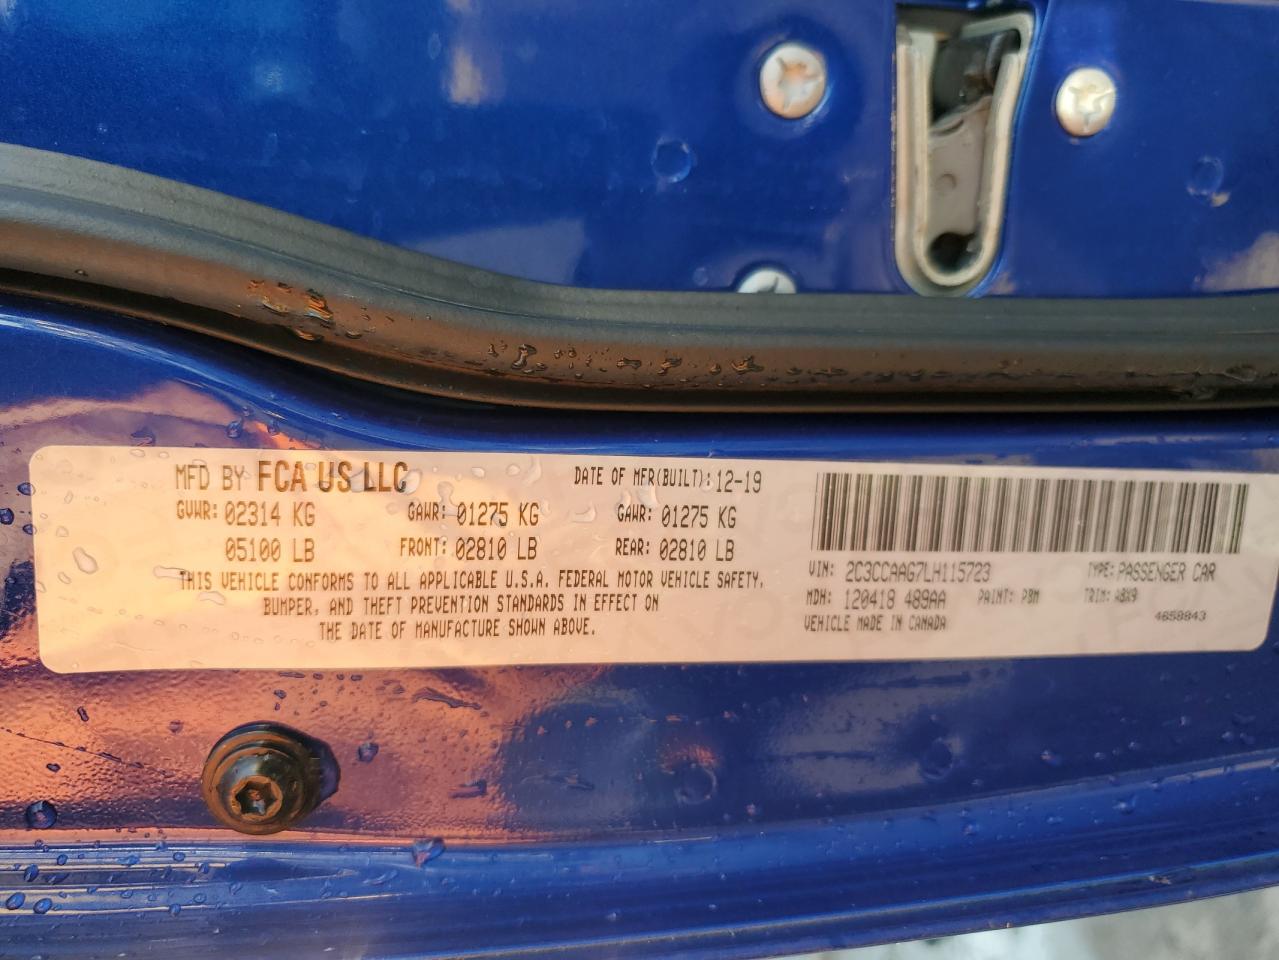 MFD BY FCA US LLC DATE OF MFR(BUILT): 12-19
GVWR: 02314 KG GAWR: 01275 KG GAWR: 01275 KG
05100 LB FRONT: 02810 LB REAR: 02810 LB
THIS VEHICLE CONFORMS TO ALL APPLICABLE U.S.A. FEDERAL MOTOR VEHICLE SAFETY,
BUMPER, AND THEFT PREVENTION STANDARDS IN EFFECT ON
THE DATE OF MANUFACTURE SHOWN ABOVE.
VIN: 2C3CCAAG7LH115723 TYPE: PASSENGER CAR
MDH: 120418 489AA PAINT: PBM TRIM: ABX9
VEHICLE MADE IN CANADA 4658843